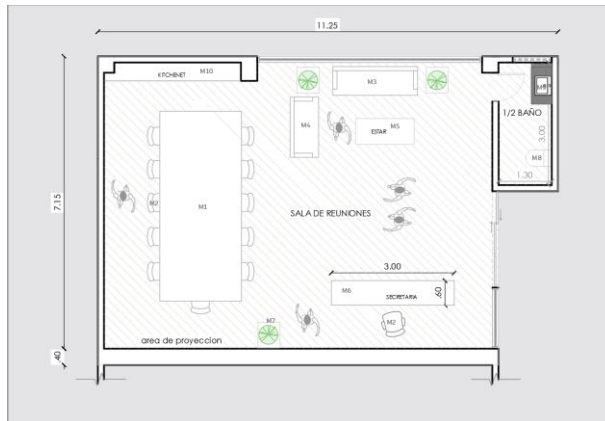 11.25
KITCHENET M10
M3
M9
1/2 BAÑO
M4
ESTAR M5
3.00
M8
1.30
7.15
M2
M1
SALA DE REUNIONES
3.00
M6
.60
SECRETARIA
M7
M2
area de proyeccion
.40